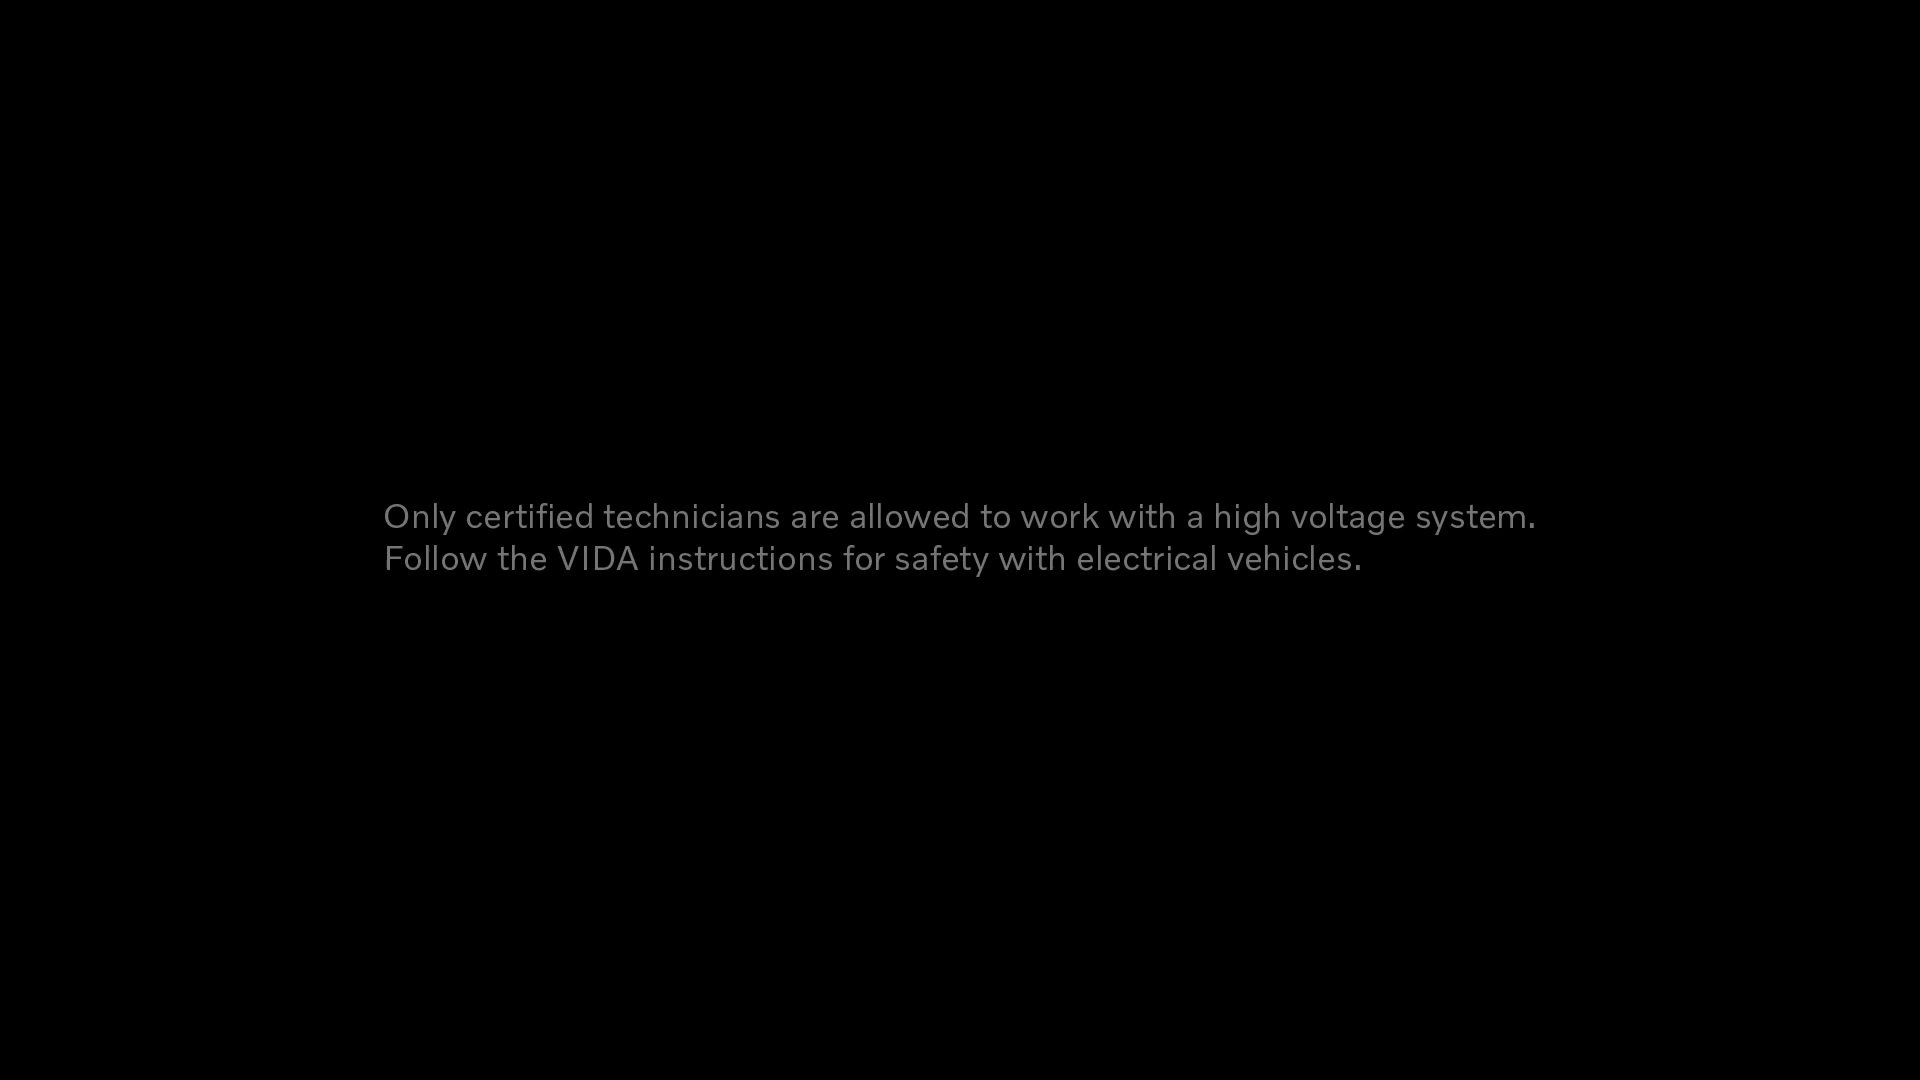 Only certified technicians are allowed to work with a high voltage system.
Follow the VIDA instructions for safety with electrical vehicles.